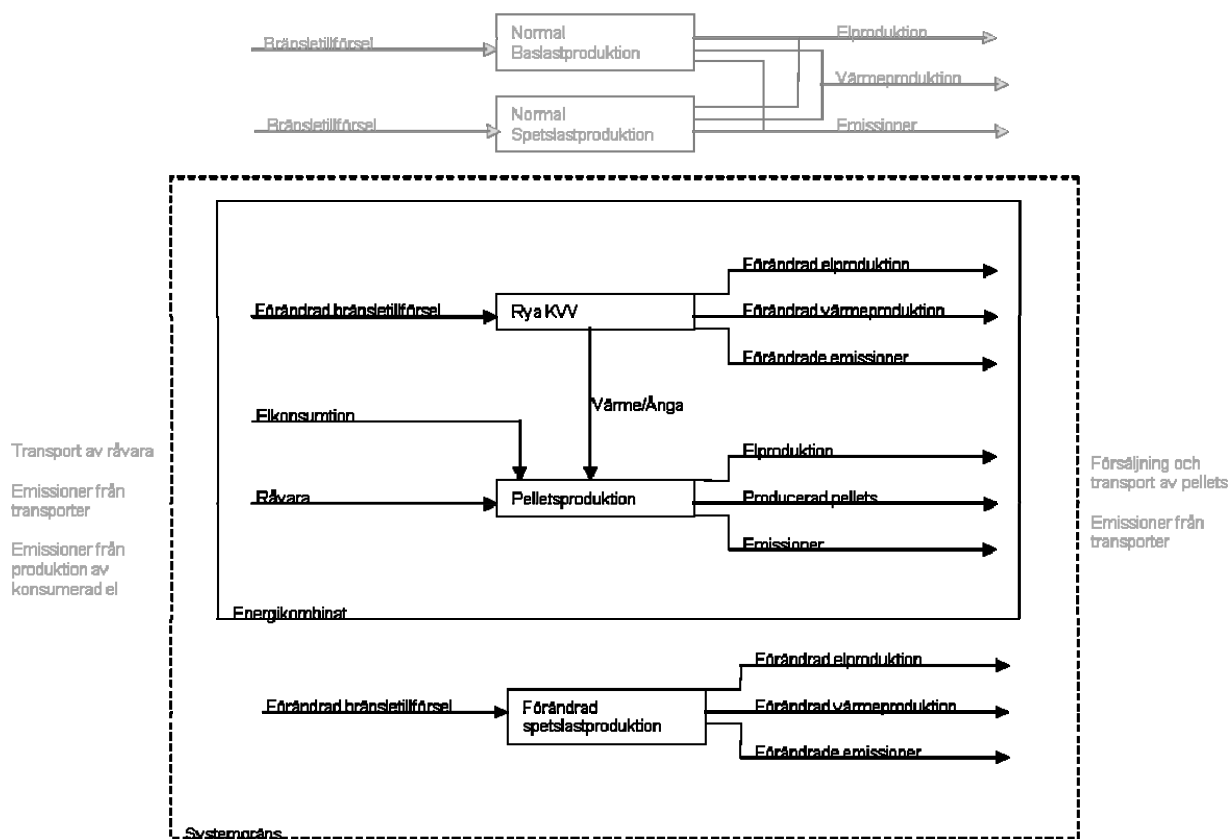 Bränsletillförsel
Normal
Baslastproduktion
Elproduktion
Värmeproduktion
Bränsletillförsel
Normal
Spetslastproduktion
Emissioner
Förändrad elproduktion
Förändrad bränsletillförsel
Rya KVV
Förändrad värmeproduktion
Förändrade emissioner
Värme/Ånga
Elkonsumtion
Elproduktion
Råvara
Pelletsproduktion
Producerad pellets
Emissioner
Energikombinat
Transport av råvara
Emissioner från
transporter
Emissioner från
produktion av
konsumerad el
Försäljning och
transport av pellets
Emissioner från
transporter
Förändrad elproduktion
Förändrad bränsletillförsel
Förändrad
spetslastproduktion
Förändrad värmeproduktion
Förändrade emissioner
Systemgräns